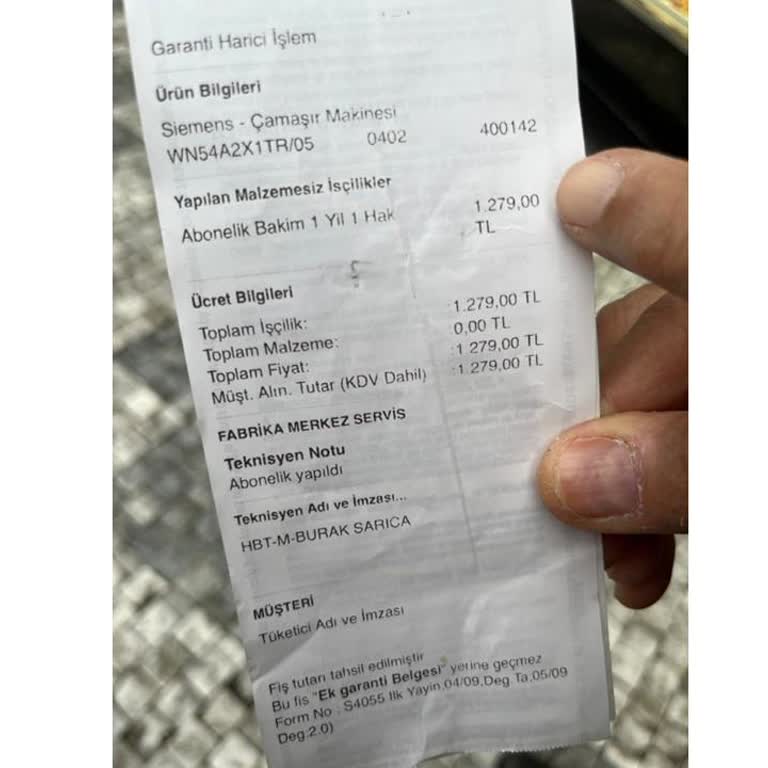 Garanti Harici İşlem
Ürün Bilgileri
Siemens - Çamaşır Makinesi
WN54A2X1TR/05 0402 400142
Yapılan Malzemesiz İsçilikler
Abonelik Bakim 1 Yil 1 Hak 1.279,00
TL
Ücret Bilgileri
Toplam İşçilik: 1.279,00 TL
Toplam Malzeme: 0,00 TL
Toplam Fiyat: :1.279,00 TL
Müşt. Alın. Tutar (KDV Dahil) :1.279,00 TL
FABRİKA MERKEZ SERVİS
Teknisyen Notu
Abonelik yapıldı
Teknisyen Adı ve İmzası...
HBT-M-BURAK SARICA
MÜŞTERİ
Tüketici Adı ve İmzası
Fiş tutarı tahsil edilmiştir
Bu fis "Ek garanti Belgesi" yerine geçmez
Form No : S4055 Ilk Yayin,04/09,Deg.Ta;05/09
Deg:2.0)